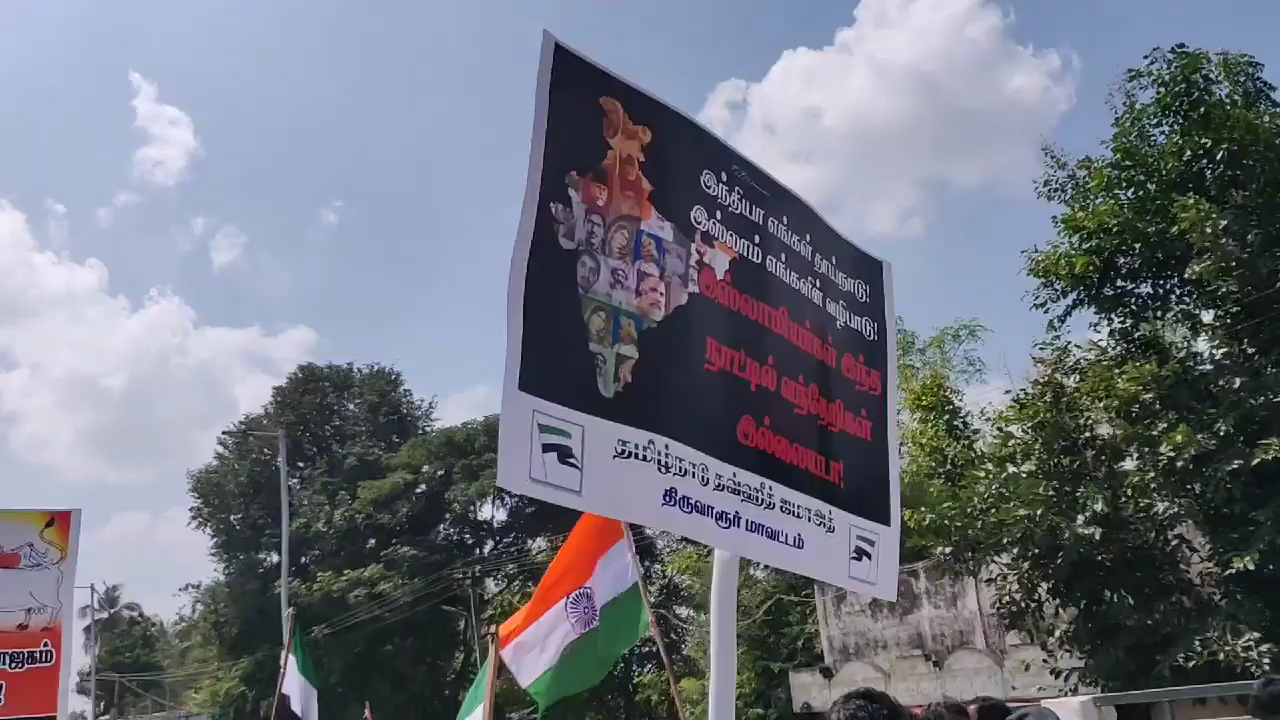 இந்தியா எங்கள் தாய்நாடு!
இஸ்லாம் எங்களின் வழிபாடு!
இஸ்லாமியர்கள் இந்த
நாட்டில் வந்தேறிகள்
இல்லையடா!
தமிழ்நாடு தவ்ஹீத் ஜமாஅத்
திருவாரூர் மாவட்டம்